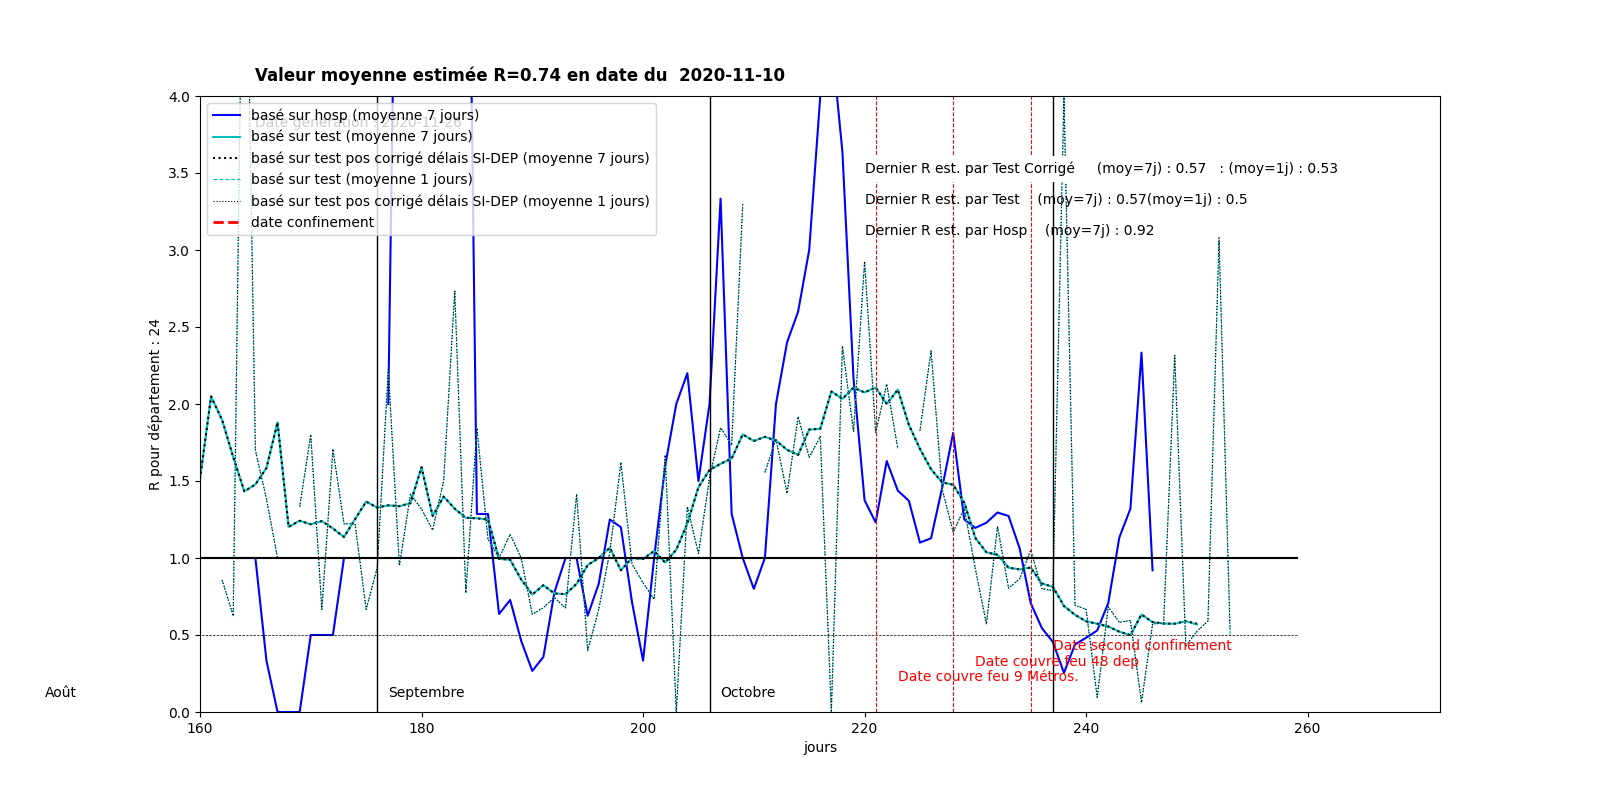 Valeur moyenne estimée R=0.74 en date du  2020-11-10
Date génération : 2020-11-26
basé sur hosp (moyenne 7 jours)
basé sur test (moyenne 7 jours)
basé sur test pos corrigé délais SI-DEP (moyenne 7 jours)
basé sur test (moyenne 1 jours)
basé sur test pos corrigé délais SI-DEP (moyenne 1 jours)
date confinement
Dernier R est. par Test Corrigé     (moy=7j) : 0.57   : (moy=1j) : 0.53
Dernier R est. par Test    (moy=7j) : 0.57(moy=1j) : 0.5
Dernier R est. par Hosp    (moy=7j) : 0.92
4.0
3.5
3.0
2.5
2.0
1.5
1.0
0.5
0.0
R pour département : 24
Date second confinement
Date couvre feu 48 dep
Date couvre feu 9 Métros.
Août
Septembre
Octobre
160
180
200
220
240
260
jours